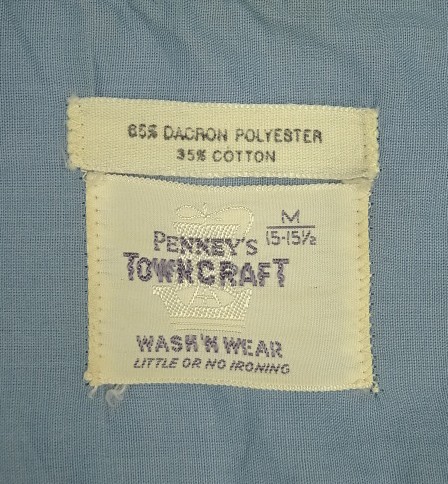 65% DACRON POLYESTER
35% COTTON
M
15-15½
PENNEY'S
TOWNCRAFT
WASH'N WEAR
LITTLE OR NO IRONING